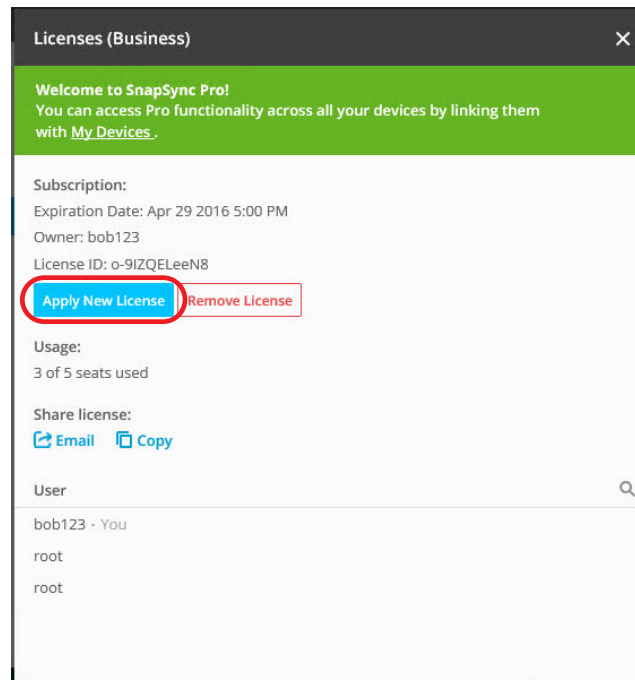 Licenses (Business)
Welcome to SnapSync Pro!
You can access Pro functionality across all your devices by linking them
with My Devices .
Subscription:
Expiration Date: Apr 29 2016 5:00 PM
Owner: bob123
License ID: o-9IZQELeeN8
Apply New License Remove License
Usage:
3 of 5 seats used
Share license:
Email Copy
User
bob123 - You
root
root